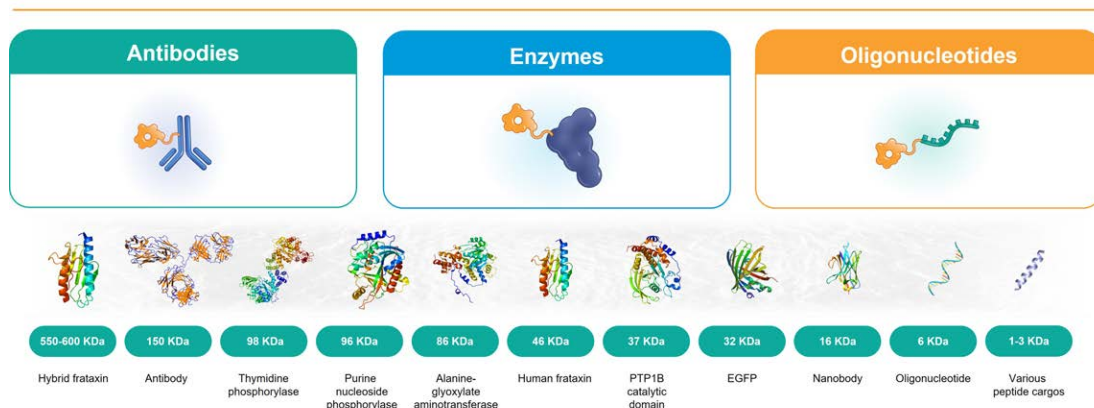 Antibodies
Enzymes
Oligonucleotides
550-600 KDa
150 KDa
98 KDa
96 KDa
86 KDa
46 KDa
37 KDa
32 KDa
16 KDa
6 KDa
1-3 KDa
Hybrid frataxin
Antibody
Thymidine
phosphorylase
Purine
nucleoside
phosphorylase
Alanine-
glyoxylate
aminotransferase
Human frataxin
PTP1B
catalytic
domain
EGFP
Nanobody
Oligonucleotide
Various
peptide cargos